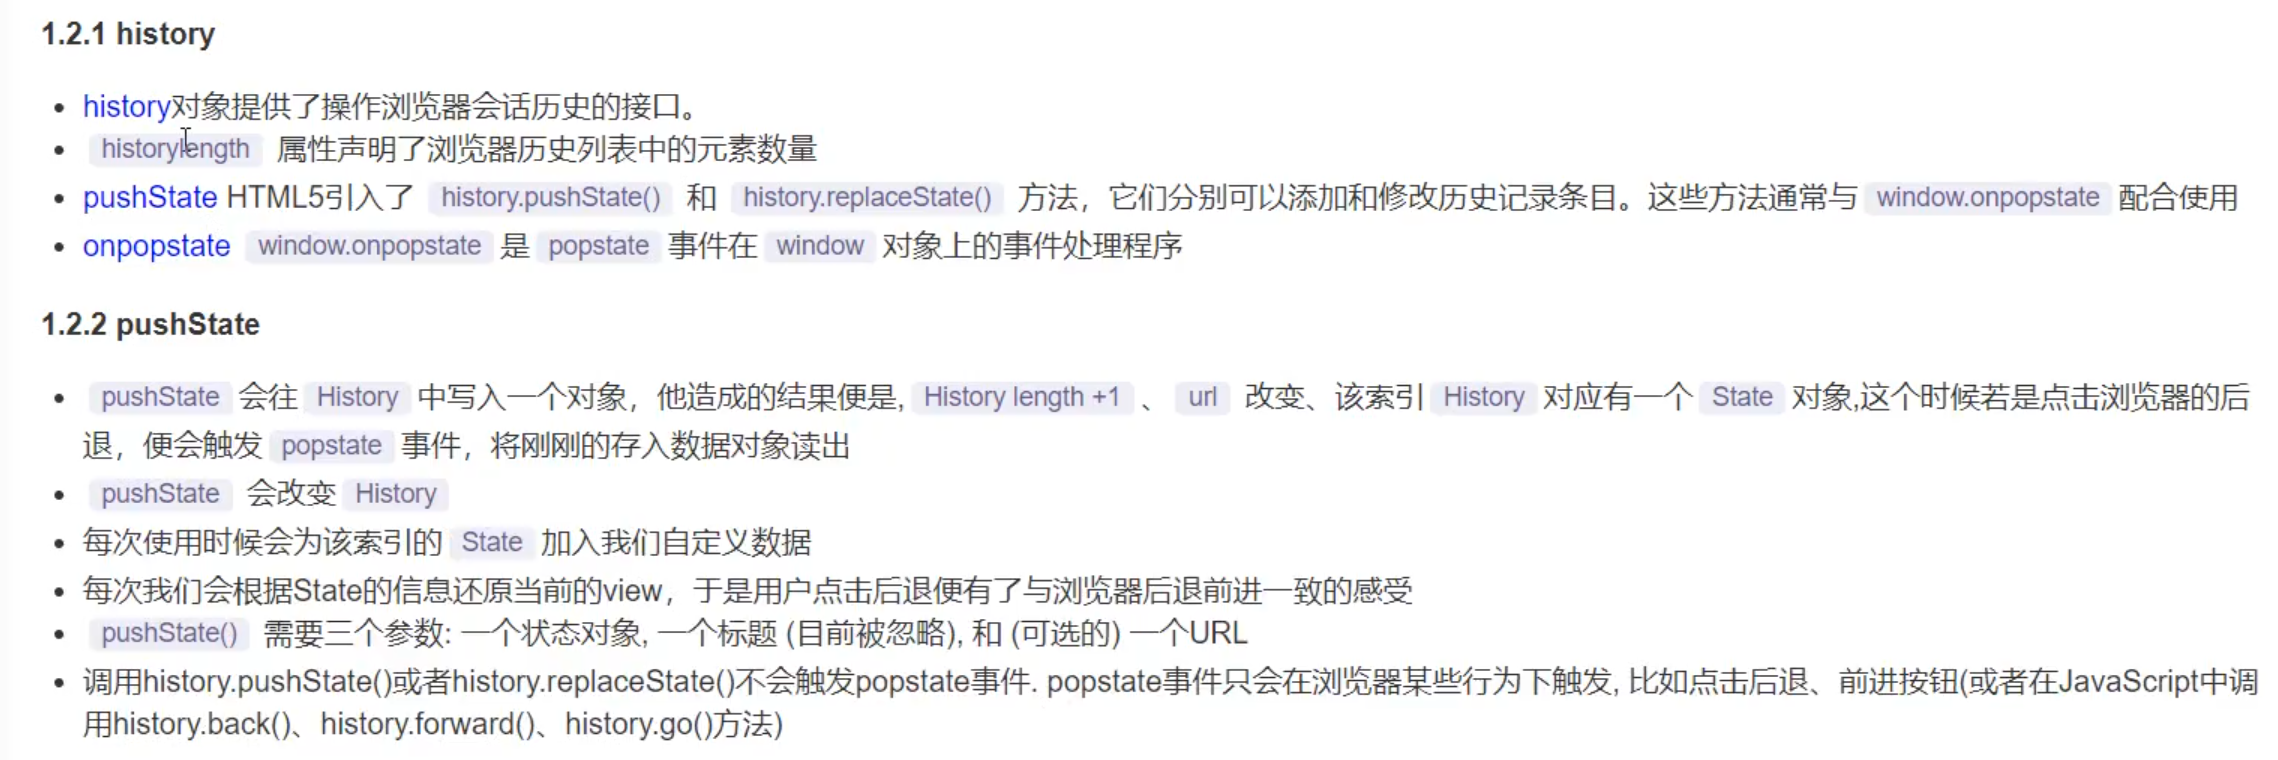 1.2.1 history
history对象提供了操作浏览器会话历史的接口。
historylength 属性声明了浏览器历史列表中的元素数量
pushState HTML5引入了 history.pushState() 和 history.replaceState() 方法，它们分别可以添加和修改历史记录条目。这些方法通常与 window.onpopstate 配合使用
onpopstate window.onpopstate 是 popstate 事件在 window 对象上的事件处理程序
1.2.2 pushState
pushState 会往 History 中写入一个对象，他造成的结果便是, History length +1 、 url 改变、该索引 History 对应有一个 State 对象,这个时候若是点击浏览器的后
退，便会触发 popstate 事件，将刚刚的存入数据对象读出
pushState 会改变 History
每次使用时候会为该索引的 State 加入我们自定义数据
每次我们会根据State的信息还原当前的view，于是用户点击后退便有了与浏览器后退前进一致的感受
pushState() 需要三个参数: 一个状态对象, 一个标题 (目前被忽略), 和 (可选的) 一个URL
调用history.pushState()或者history.replaceState()不会触发popstate事件. popstate事件只会在浏览器某些行为下触发, 比如点击后退、前进按钮(或者在JavaScript中调
用history.back()、history.forward()、history.go()方法)